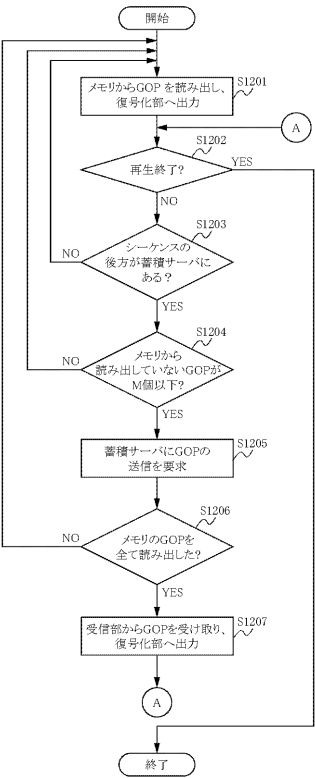 開始
メモリからGOP を読み出し、
復号化部へ出力
S1201
A
S1202
再生終了?
YES
NO
S1203
シーケンスの
後方が蓄積サーバに
ある?
NO
YES
S1204
メモリから
読み出していないGOPが
M個以下?
NO
YES
S1205
蓄積サーバにGOPの
送信を要求
S1206
メモリのGOPを
全て読み出した?
NO
YES
S1207
受信部からGOPを受け取り、
復号化部へ出力
A
終了